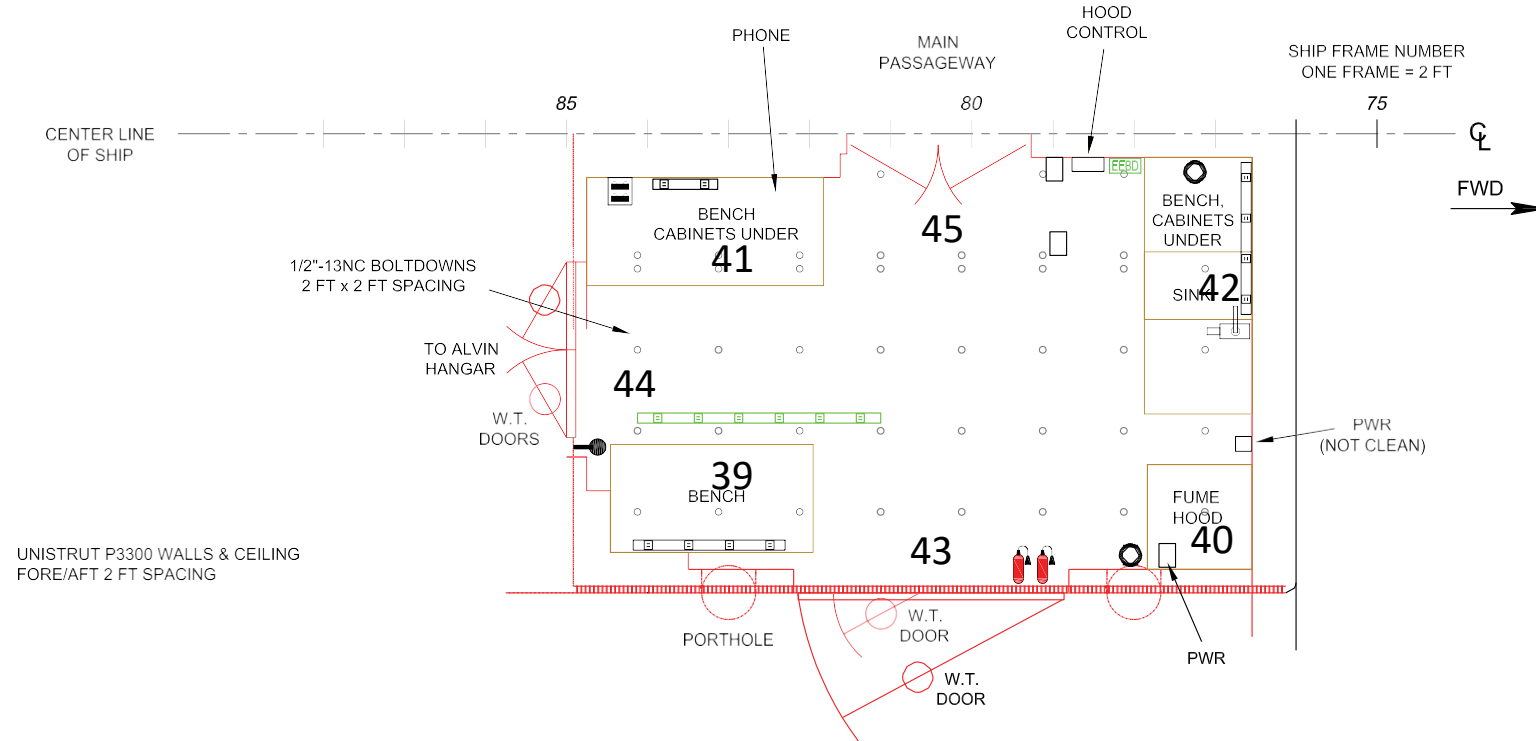 HOOD
CONTROL
PHONE
MAIN
PASSAGEWAY
SHIP FRAME NUMBER
ONE FRAME = 2 FT
85
80
75
CENTER LINE
OF SHIP
CL
FWD
EEBD
BENCH
CABINETS UNDER
41
45
BENCH,
CABINETS
UNDER
1/2"-13NC BOLTDOWNS
2 FT x 2 FT SPACING
SINK
42
TO ALVIN
HANGAR
44
W.T.
DOORS
PWR
(NOT CLEAN)
39
BENCH
FUME
HOOD
40
43
UNISTRUT P3300 WALLS & CEILING
FORE/AFT 2 FT SPACING
PORTHOLE
W.T.
DOOR
PWR
W.T.
DOOR